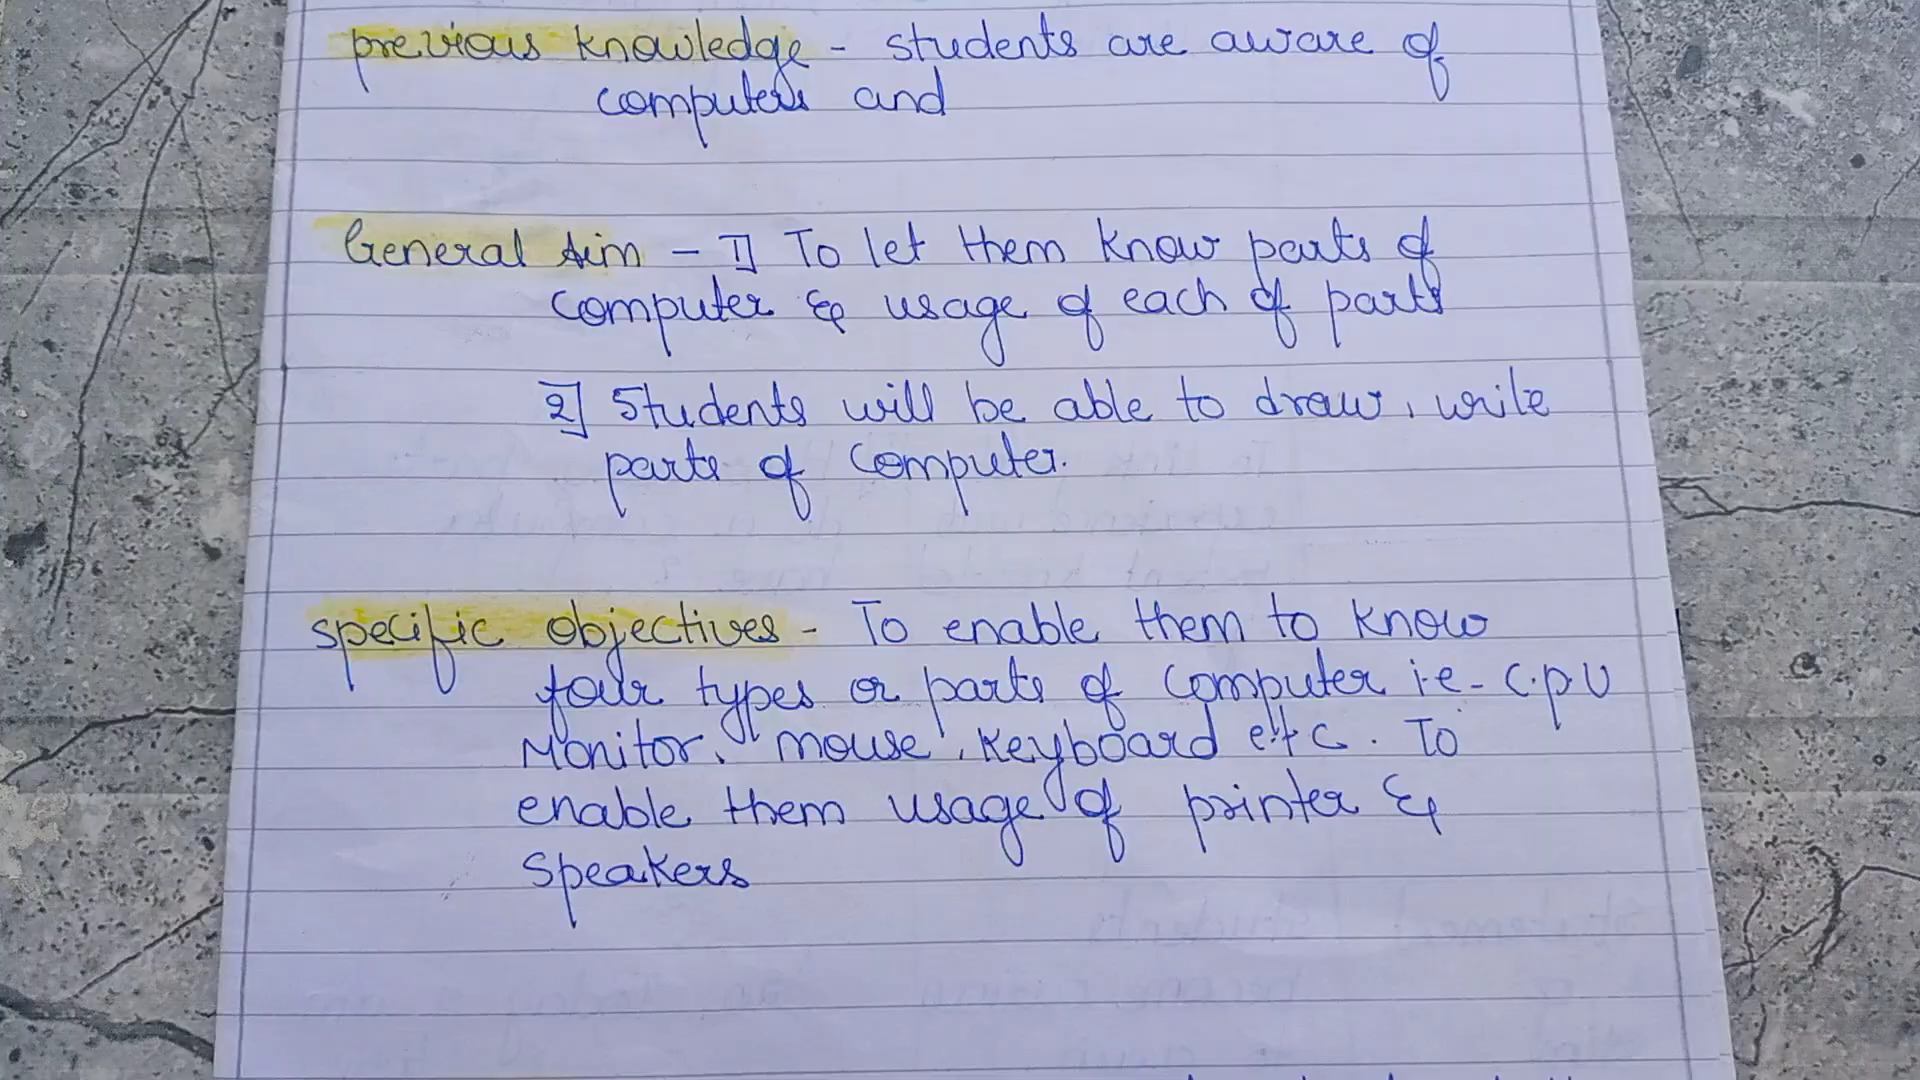 previous knowledge - students are aware of
computers and
General Aim - 1] To let them know parts of
computer & usage of each of parts
2] Students will be able to draw, write
parts of computer.
specific objectives - To enable them to know
four types or parts of computer i.e - C.P.U
Monitor, mouse, Keyboard etc. To
enable them usage of printer &
speakers